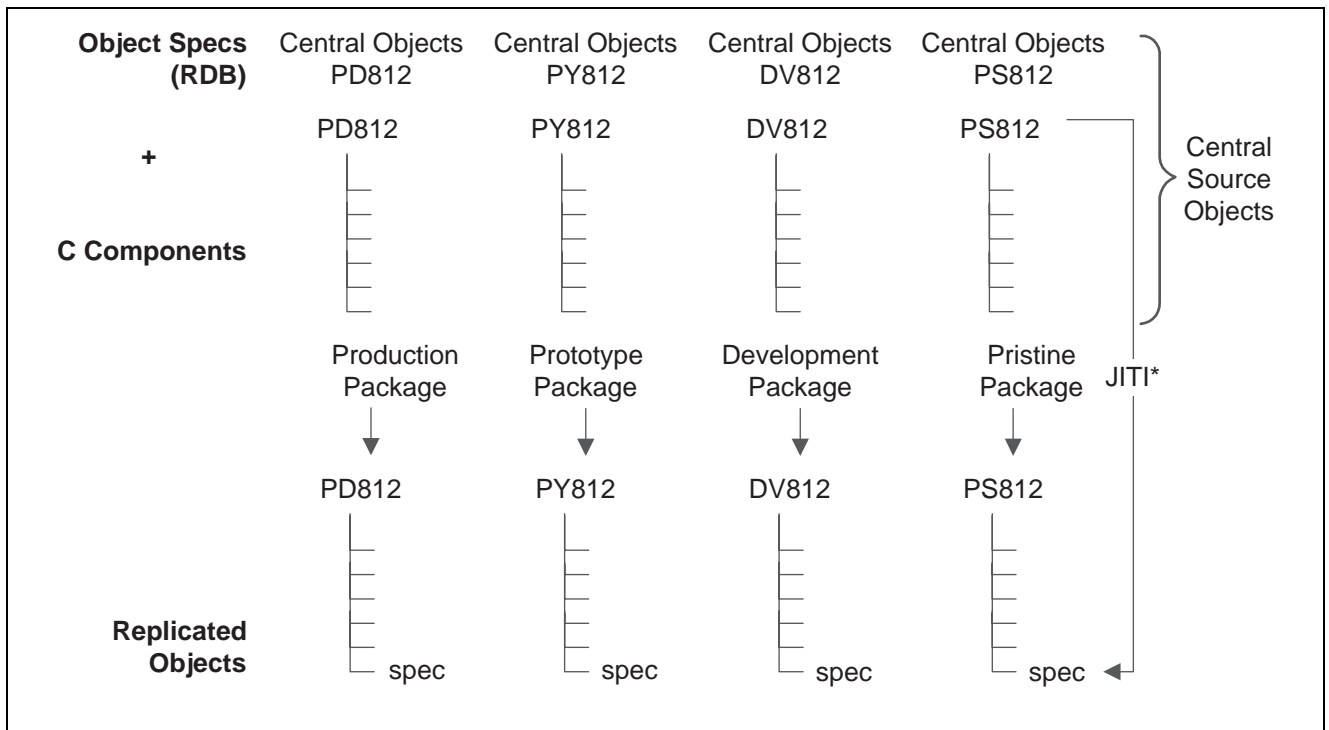 Object Specs
(RDB)
Central Objects
PD812
Central Objects
PY812
Central Objects
DV812
Central Objects
PS812
PD812
PY812
DV812
PS812
+
C Components
Central
Source
Objects
Production
Package
Prototype
Package
Development
Package
Pristine
Package
JITI*
PD812
PY812
DV812
PS812
Replicated
Objects
spec
spec
spec
spec